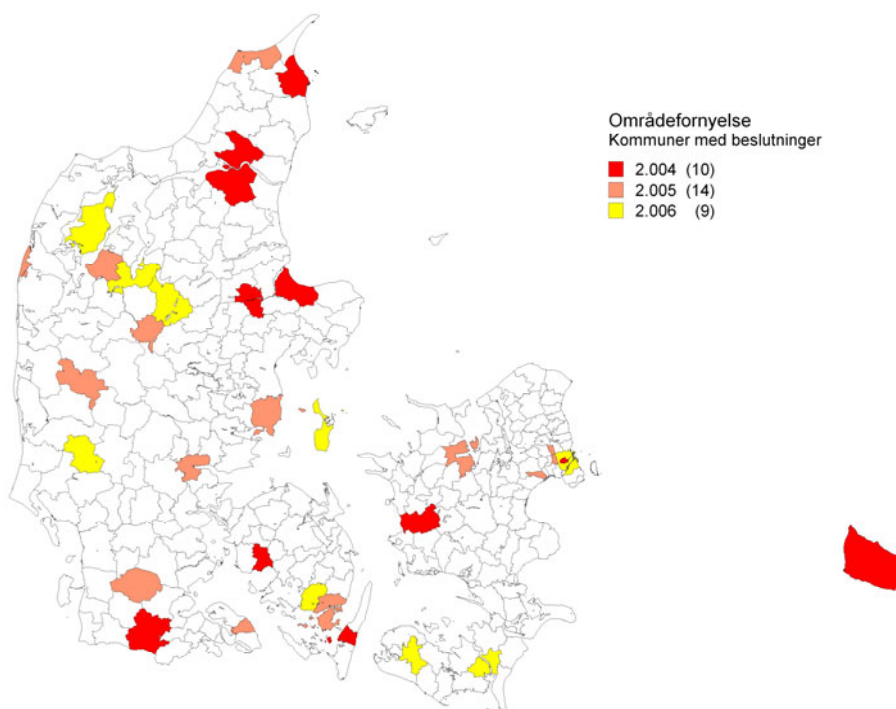 Områdefornyelse
Kommuner med beslutninger
2.004 (10)
2.005 (14)
2.006 (9)